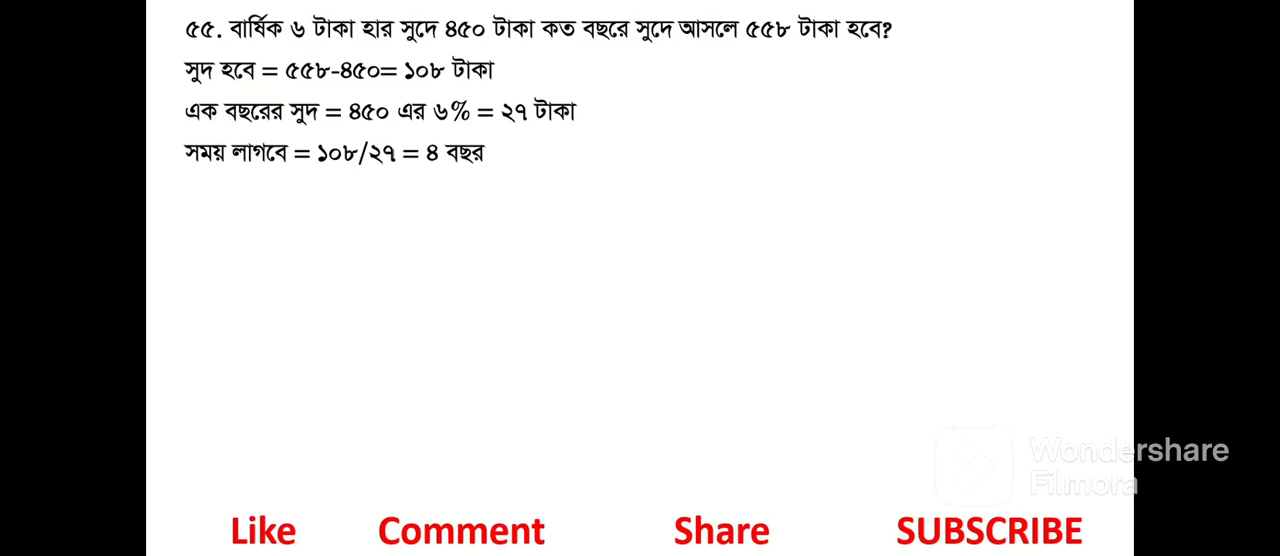 ৫৫. বার্ষিক ৬ টাকা হার সুদে ৪৫০ টাকা কত বছরে সুদে আসলে ৫৫৮ টাকা হবে?
সুদ হবে = ৫৫৮-৪৫০= ১০৮ টাকা
এক বছরের সুদ = ৪৫০ এর ৬% = ২৭ টাকা
সময় লাগবে = ১০৮/২৭ = ৪ বছর
Wondershare
Filmora
Like Comment Share SUBSCRIBE